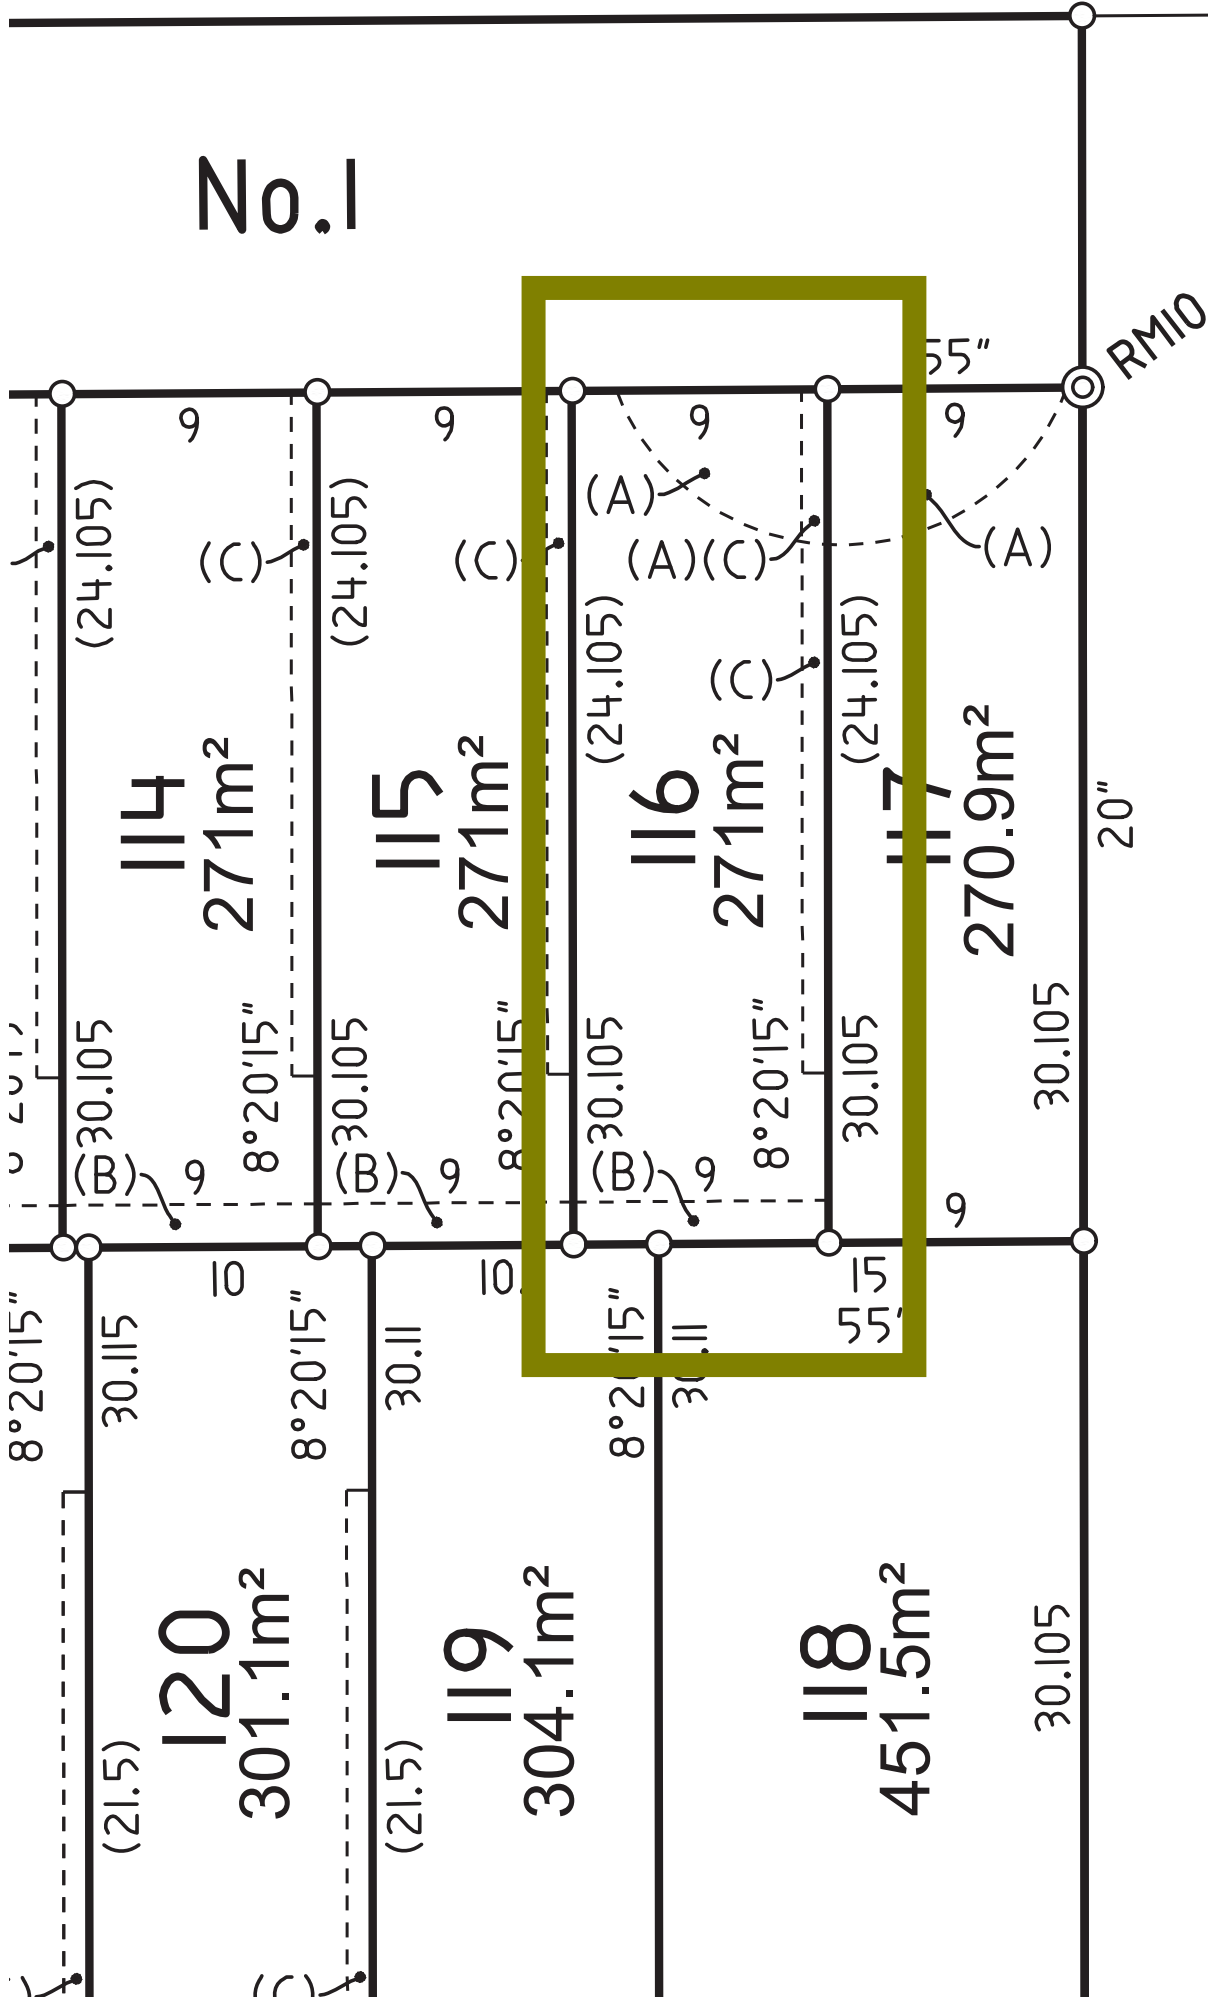 No.1
RM10
55"
9
9
9
9
(24.105)
(24.105)
(C)
(C)
(A)
(A)(C)
(A)
(24.105)
(24.105)
(C)
114
271m²
115
271m²
116
271m²
117
270.9m²
20"
30.105
8°20'15"
30.105
8°20'15"
30.105
8°20'15"
30.105
30.105
(B)
9
(B)
9
(B)
9
9
10
10.
15
55'
8°20'15"
30.115
8°20'15"
30.11
30.11
120
301.1m²
119
304.1m²
118
451.5m²
30.105
(21.5)
(21.5)
(C)